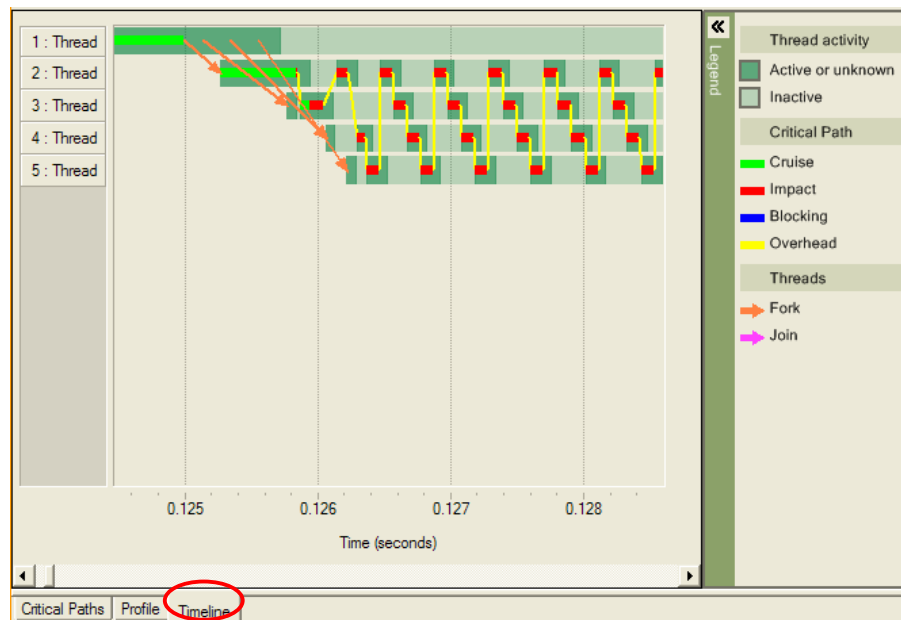 1 : Thread
2 : Thread
3 : Thread
4 : Thread
5 : Thread
0.125 0.126 0.127 0.128
Time (seconds)
Critical Paths Profile Timeline
Legend
Thread activity
Active or unknown
Inactive
Critical Path
Cruise
Impact
Blocking
Overhead
Threads
Fork
Join